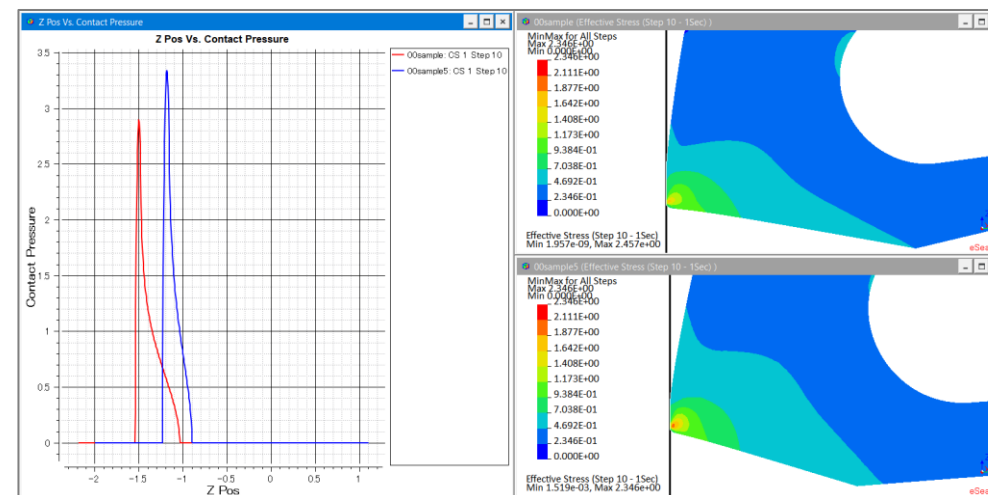 Z Pos Vs. Contact Pressure
Z Pos Vs. Contact Pressure
00sample: CS 1 Step 10
00sample5: CS 1 Step 10
3.5
3
2.5
2
1.5
1
0.5
0
Contact Pressure
-2
-1.5
-1
-0.5
0
0.5
1
Z Pos
00sample (Effective Stress (Step 10 - 1Sec) )
MinMax for All Steps
Max 2.346E+00
Min 0.000E+00
2.346E+00
2.111E+00
1.877E+00
1.642E+00
1.408E+00
1.173E+00
9.384E-01
7.038E-01
4.692E-01
2.346E-01
0.000E+00
Effective Stress (Step 10 - 1Sec)
Min 1.957e-09, Max 2.457e+00
eSea
00sample5 (Effective Stress (Step 10 - 1Sec) )
MinMax for All Steps
Max 2.346E+00
Min 0.000E+00
2.346E+00
2.111E+00
1.877E+00
1.642E+00
1.408E+00
1.173E+00
9.384E-01
7.038E-01
4.692E-01
2.346E-01
0.000E+00
Effective Stress (Step 10 - 1Sec)
Min 1.519e-03, Max 2.346e+00
eSea